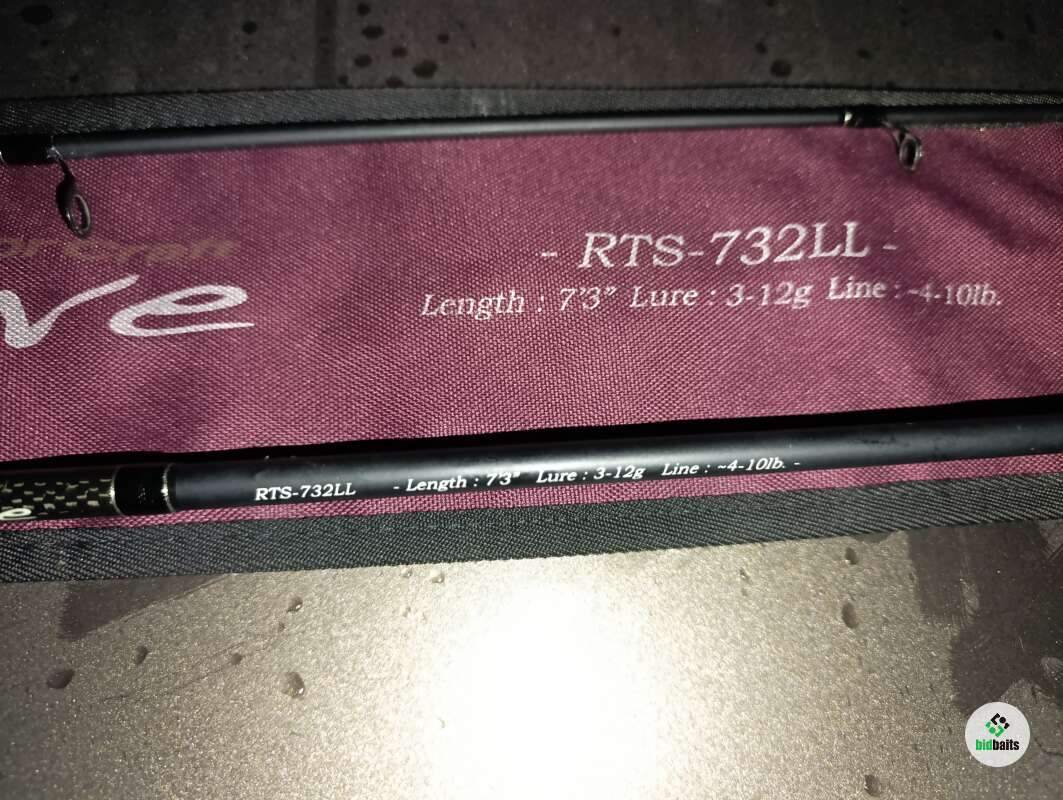 - RTS-732LL -
Length : 7'3" Lure : 3-12g Line : ~4-10lb.
ve
RTS-732LL - Length : 7'3" Lure : 3-12g Line : ~4-10lb. -
bidbaits